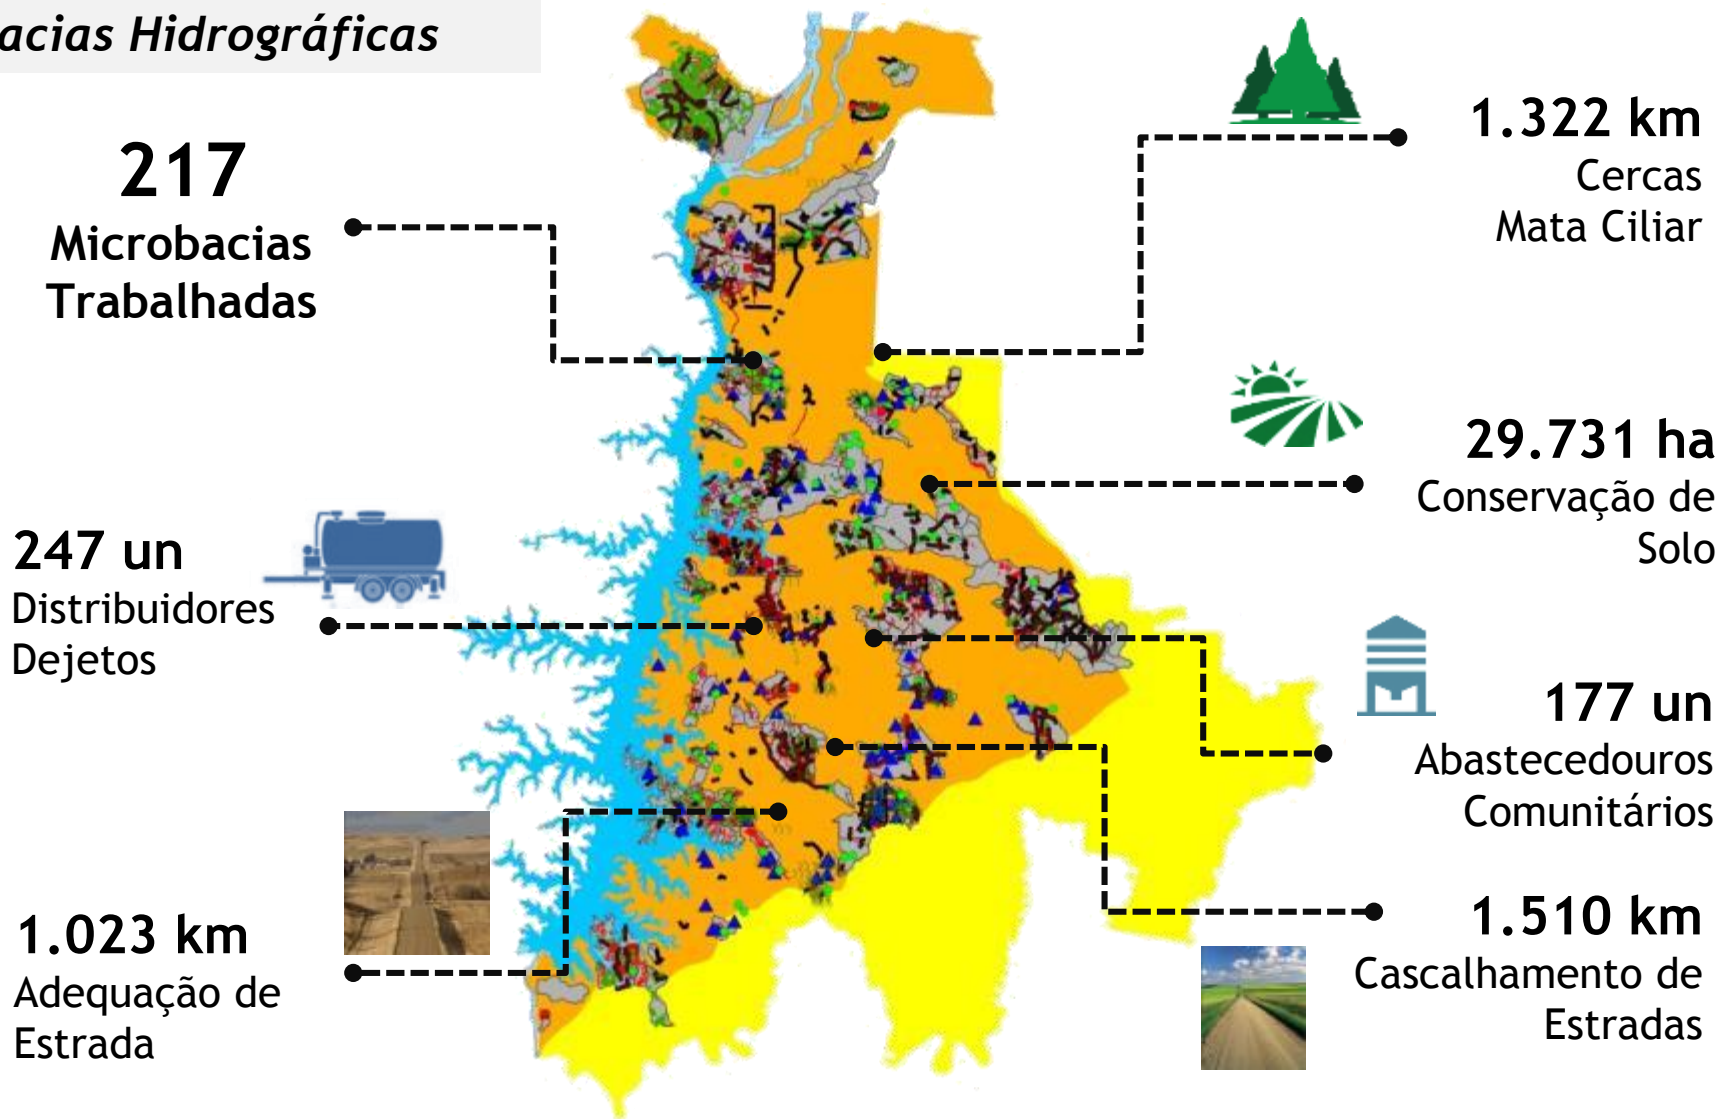 Hidrográficas
217
Microbacias
Trabalhadas
247 un
Distribuidores
Dejetos
1.023 km
Adequação de
Estrada
1.322 km
Cercas
Mata Ciliar
29.731 ha
Conservação de
Solo
177 un
Abastecedouros
Comunitários
1.510 km
Cascalhamento de
Estradas